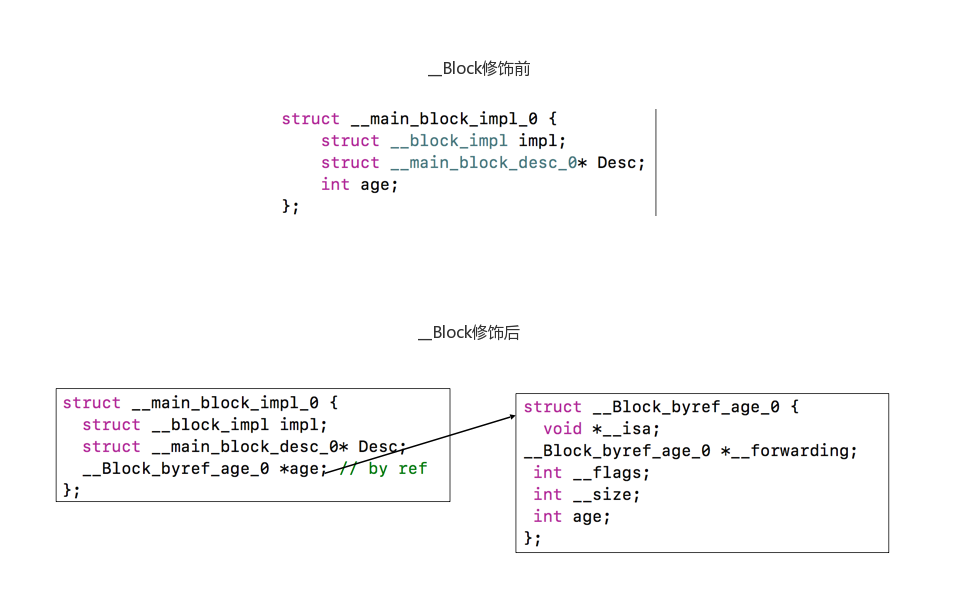 __Block修饰前
struct __main_block_impl_0 {
    struct __block_impl impl;
    struct __main_block_desc_0* Desc;
    int age;
};
__Block修饰后
struct __main_block_impl_0 {
  struct __block_impl impl;
  struct __main_block_desc_0* Desc;
  __Block_byref_age_0 *age; // by ref
};
struct __Block_byref_age_0 {
  void *__isa;
__Block_byref_age_0 *__forwarding;
 int __flags;
 int __size;
 int age;
};